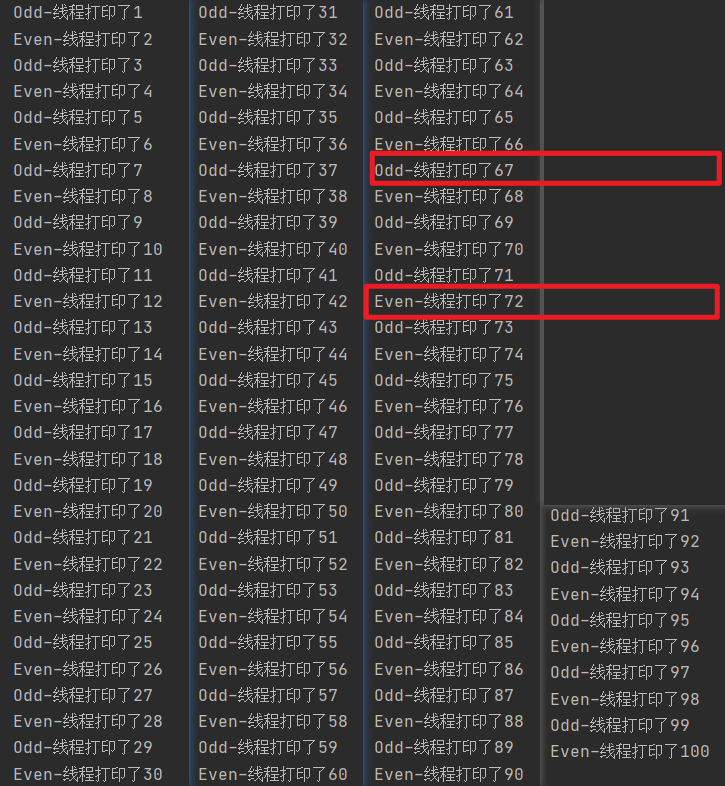 Odd-线程打印了1
Even-线程打印了2
Odd-线程打印了3
Even-线程打印了4
Odd-线程打印了5
Even-线程打印了6
Odd-线程打印了7
Even-线程打印了8
Odd-线程打印了9
Even-线程打印了10
Odd-线程打印了11
Even-线程打印了12
Odd-线程打印了13
Even-线程打印了14
Odd-线程打印了15
Even-线程打印了16
Odd-线程打印了17
Even-线程打印了18
Odd-线程打印了19
Even-线程打印了20
Odd-线程打印了21
Even-线程打印了22
Odd-线程打印了23
Even-线程打印了24
Odd-线程打印了25
Even-线程打印了26
Odd-线程打印了27
Even-线程打印了28
Odd-线程打印了29
Even-线程打印了30
Odd-线程打印了31
Even-线程打印了32
Odd-线程打印了33
Even-线程打印了34
Odd-线程打印了35
Even-线程打印了36
Odd-线程打印了37
Even-线程打印了38
Odd-线程打印了39
Even-线程打印了40
Odd-线程打印了41
Even-线程打印了42
Odd-线程打印了43
Even-线程打印了44
Odd-线程打印了45
Even-线程打印了46
Odd-线程打印了47
Even-线程打印了48
Odd-线程打印了49
Even-线程打印了50
Odd-线程打印了51
Even-线程打印了52
Odd-线程打印了53
Even-线程打印了54
Odd-线程打印了55
Even-线程打印了56
Odd-线程打印了57
Even-线程打印了58
Odd-线程打印了59
Even-线程打印了60
Odd-线程打印了61
Even-线程打印了62
Odd-线程打印了63
Even-线程打印了64
Odd-线程打印了65
Even-线程打印了66
Odd-线程打印了67
Even-线程打印了68
Odd-线程打印了69
Even-线程打印了70
Odd-线程打印了71
Even-线程打印了72
Odd-线程打印了73
Even-线程打印了74
Odd-线程打印了75
Even-线程打印了76
Odd-线程打印了77
Even-线程打印了78
Odd-线程打印了79
Even-线程打印了80
Odd-线程打印了81
Even-线程打印了82
Odd-线程打印了83
Even-线程打印了84
Odd-线程打印了85
Even-线程打印了86
Odd-线程打印了87
Even-线程打印了88
Odd-线程打印了89
Even-线程打印了90
Odd-线程打印了91
Even-线程打印了92
Odd-线程打印了93
Even-线程打印了94
Odd-线程打印了95
Even-线程打印了96
Odd-线程打印了97
Even-线程打印了98
Odd-线程打印了99
Even-线程打印了100